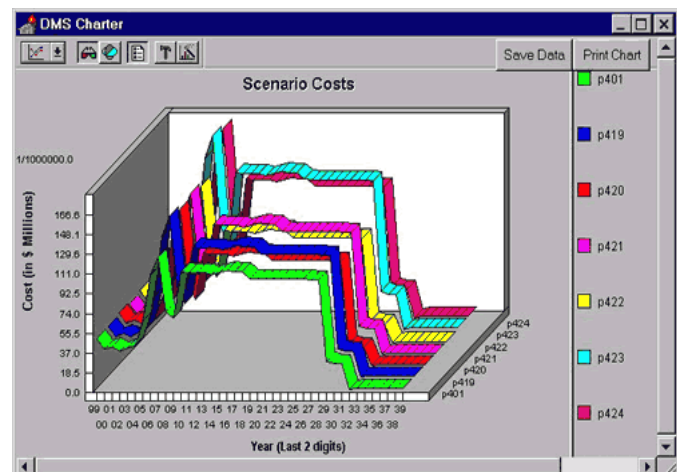 DMS Charter
Save Data
Print Chart
Scenario Costs
1/1000000.0
Cost (in $ Millions)
166.6
148.1
129.5
111.0
92.5
74.0
55.5
37.0
18.5
0.0
99 01 03 05 07 09 11 13 15 17 19 21 23 25 27 29 31 33 35 37 39
00 02 04 06 08 10 12 14 16 18 20 22 24 26 28 30 32 34 36 38
Year (Last 2 digits)
p424
p423
p422
p421
p420
p419
p401
p401
p419
p420
p421
p422
p423
p424